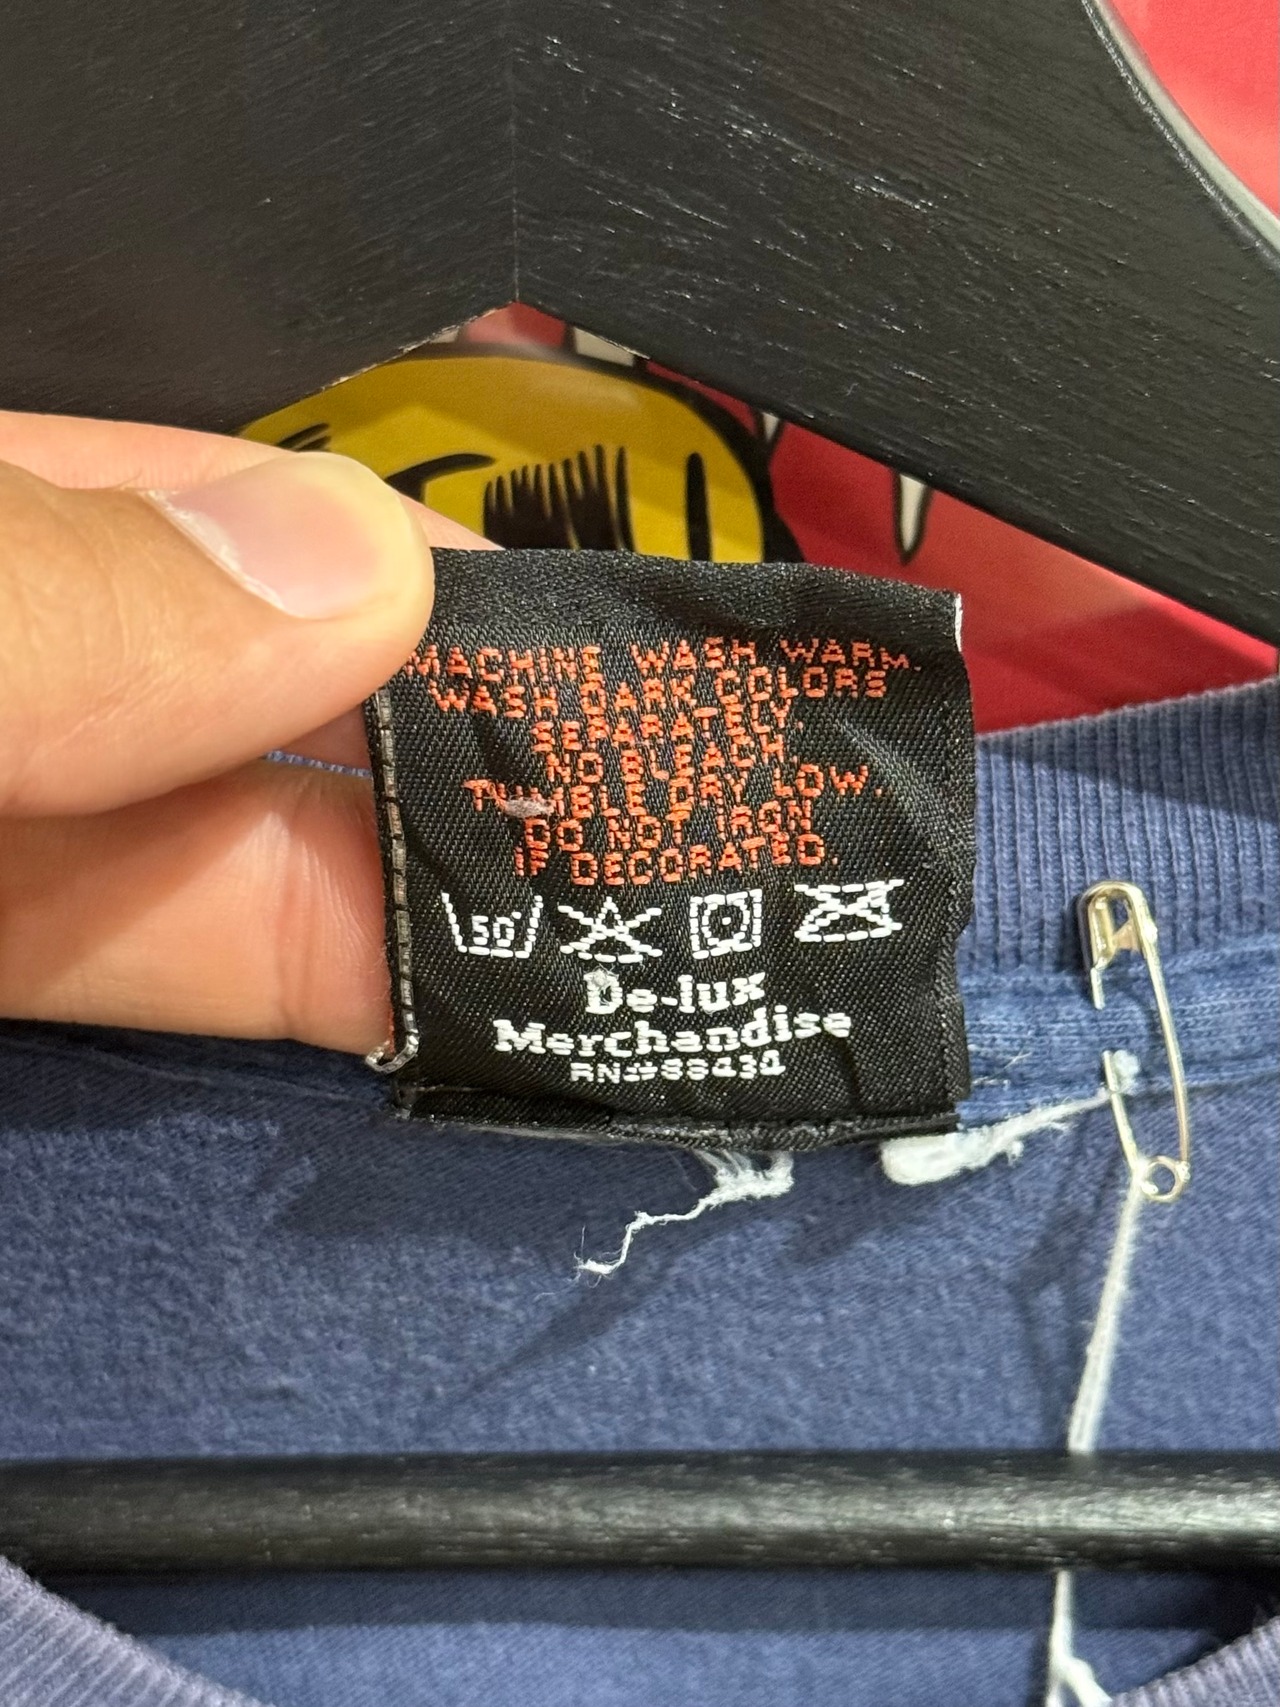 MACHINE WASH WARM.
WASH DARK COLORS
SEPARATELY.
NO BLEACH.
TUMBLE DRY LOW.
DO NOT IRON
IF DECORATED.
50°
De-lux
Merchandise